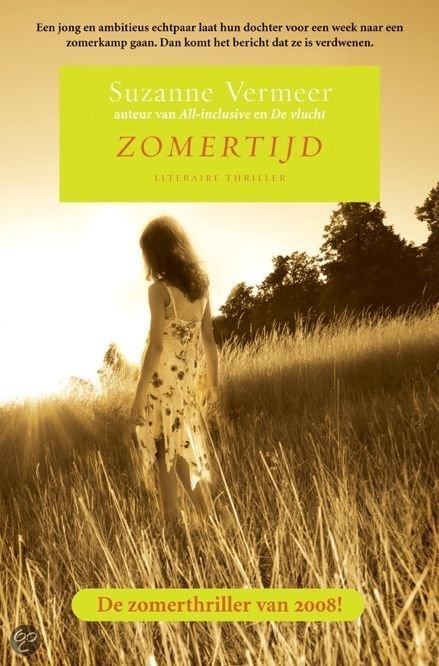 Een jong en ambitieus echtpaar laat hun dochter voor een week naar een
zomerkamp gaan. Dan komt het bericht dat ze is verdwenen.
Suzanne Vermeer
auteur van All-inclusive en De vlucht
ZOMERTIJD
LITERAIRE THRILLER
De zomerthriller van 2008!